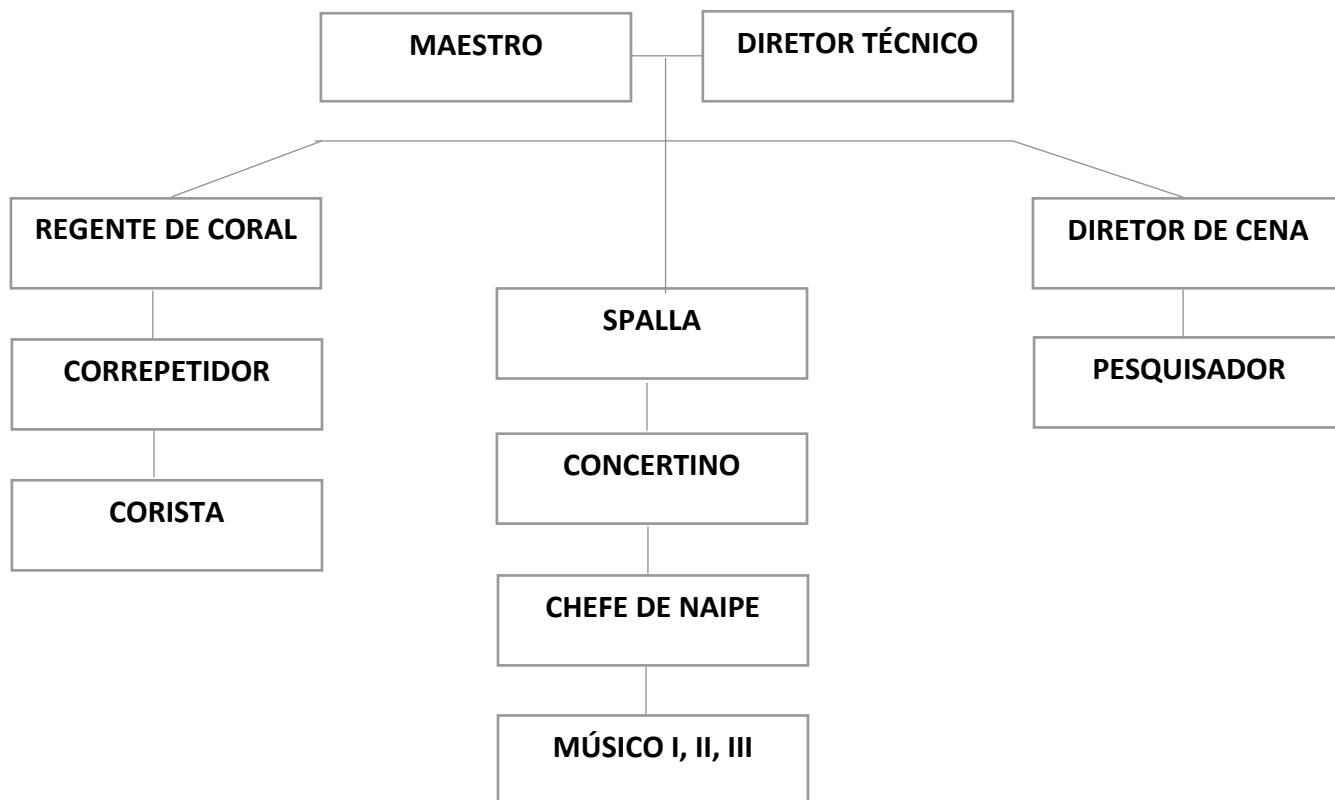 MAESTRO
DIRETOR TÉCNICO
REGENTE DE CORAL
DIRETOR DE CENA
SPALLA
CORREPETIDOR
PESQUISADOR
CONCERTINO
CORISTA
CHEFE DE NAIPE
MÚSICO I, II, III